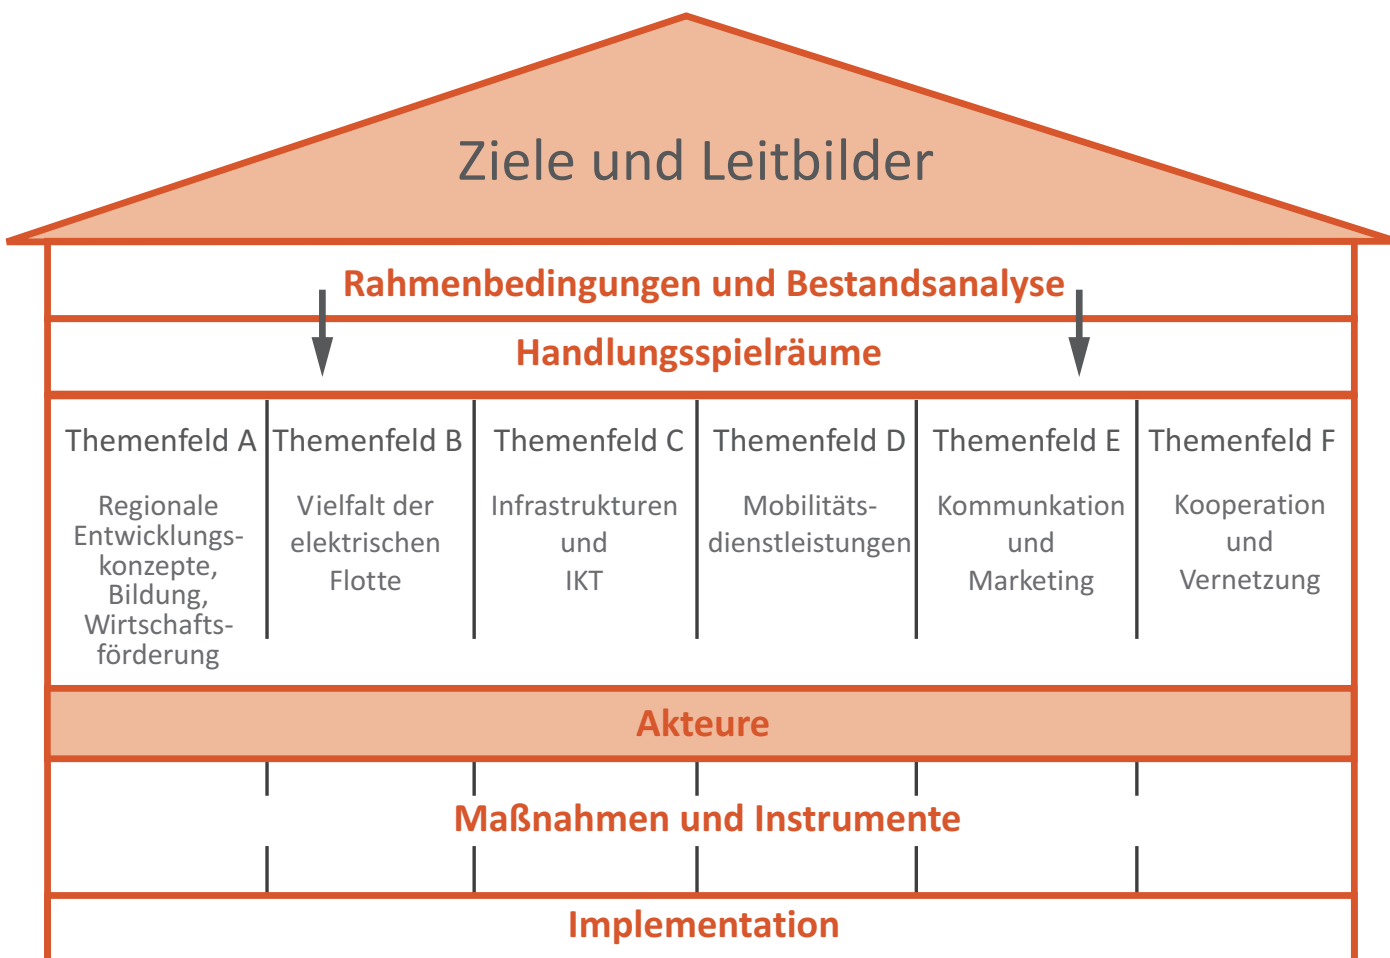 Ziele und Leitbilder
Rahmenbedingungen und Bestandsanalyse
Handlungsspielräume
Themenfeld A
Regionale
Entwicklungs-
konzepte,
Bildung,
Wirtschafts-
förderung
Themenfeld B
Vielfalt der
elektrischen
Flotte
Themenfeld C
Infrastrukturen
und
IKT
Themenfeld D
Mobilitäts-
dienstleistungen
Themenfeld E
Kommunkation
und
Marketing
Themenfeld F
Kooperation
und
Vernetzung
Akteure
Maßnahmen und Instrumente
Implementation